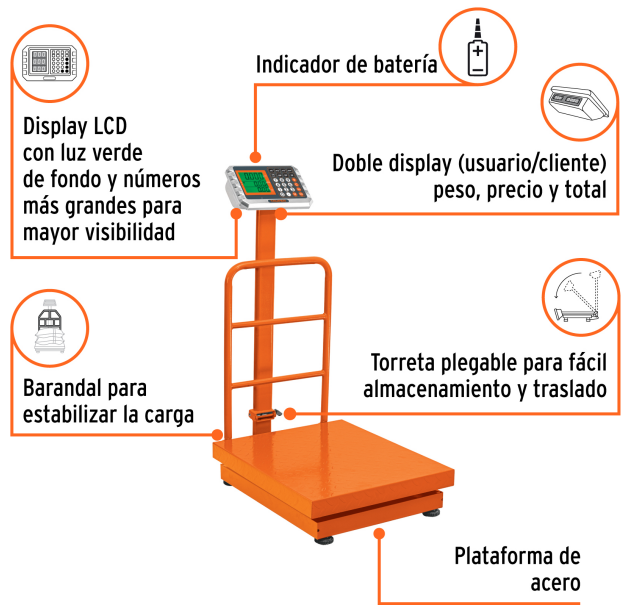 Indicador de batería
Display LCD
con luz verde
de fondo y números
más grandes para
mayor visibilidad
Doble display (usuario/cliente)
peso, precio y total
Barandal para
estabilizar la carga
Torreta plegable para fácil
almacenamiento y traslado
Plataforma de
acero